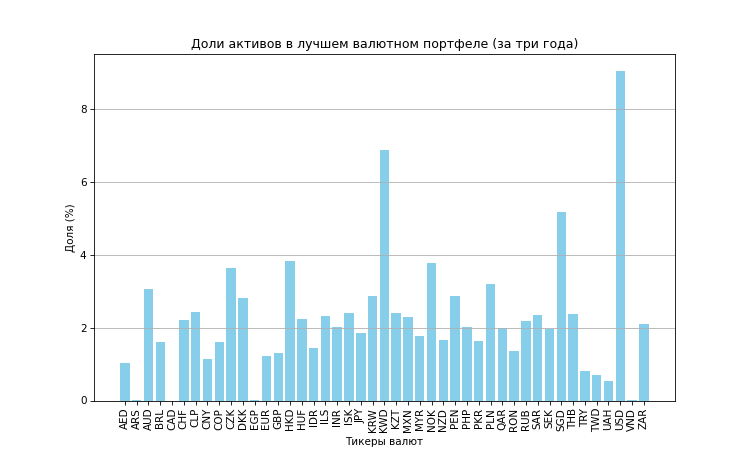 Доли активов в лучшем валютном портфеле (за три года)
Доля (%)
8
6
4
2
0
AED ARS AUD BRL CAD CHF CLP CNY COP CZK DKK EGP EUR GBP HKD HUF IDR ILS INR ISK JPY KRW KWD KZT MXN MYR NOK NZD PEN PHP PKR PLN QAR RON RUB SAR SEK SGD THB TRY TWD UAH USD VND ZAR
Тикеры валют